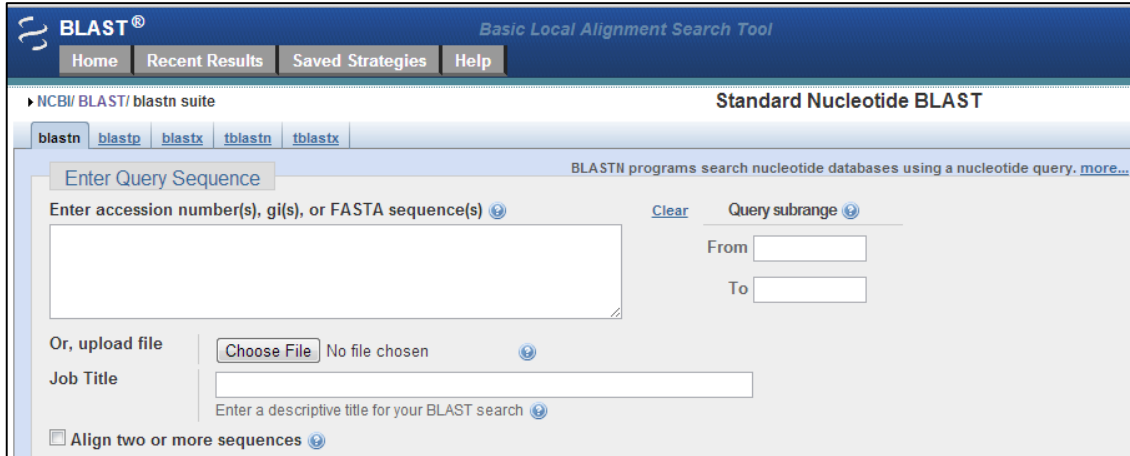 BLAST®
Basic Local Alignment Search Tool
Home Recent Results Saved Strategies Help
NCBI/ BLAST/ blastn suite
Standard Nucleotide BLAST
blastn blastp blastx tblastn tblastx
BLASTN programs search nucleotide databases using a nucleotide query. more...
Enter Query Sequence
Enter accession number(s), gi(s), or FASTA sequence(s)
Clear
Query subrange
From
To
Or, upload file
Choose File No file chosen
Job Title
Enter a descriptive title for your BLAST search
Align two or more sequences